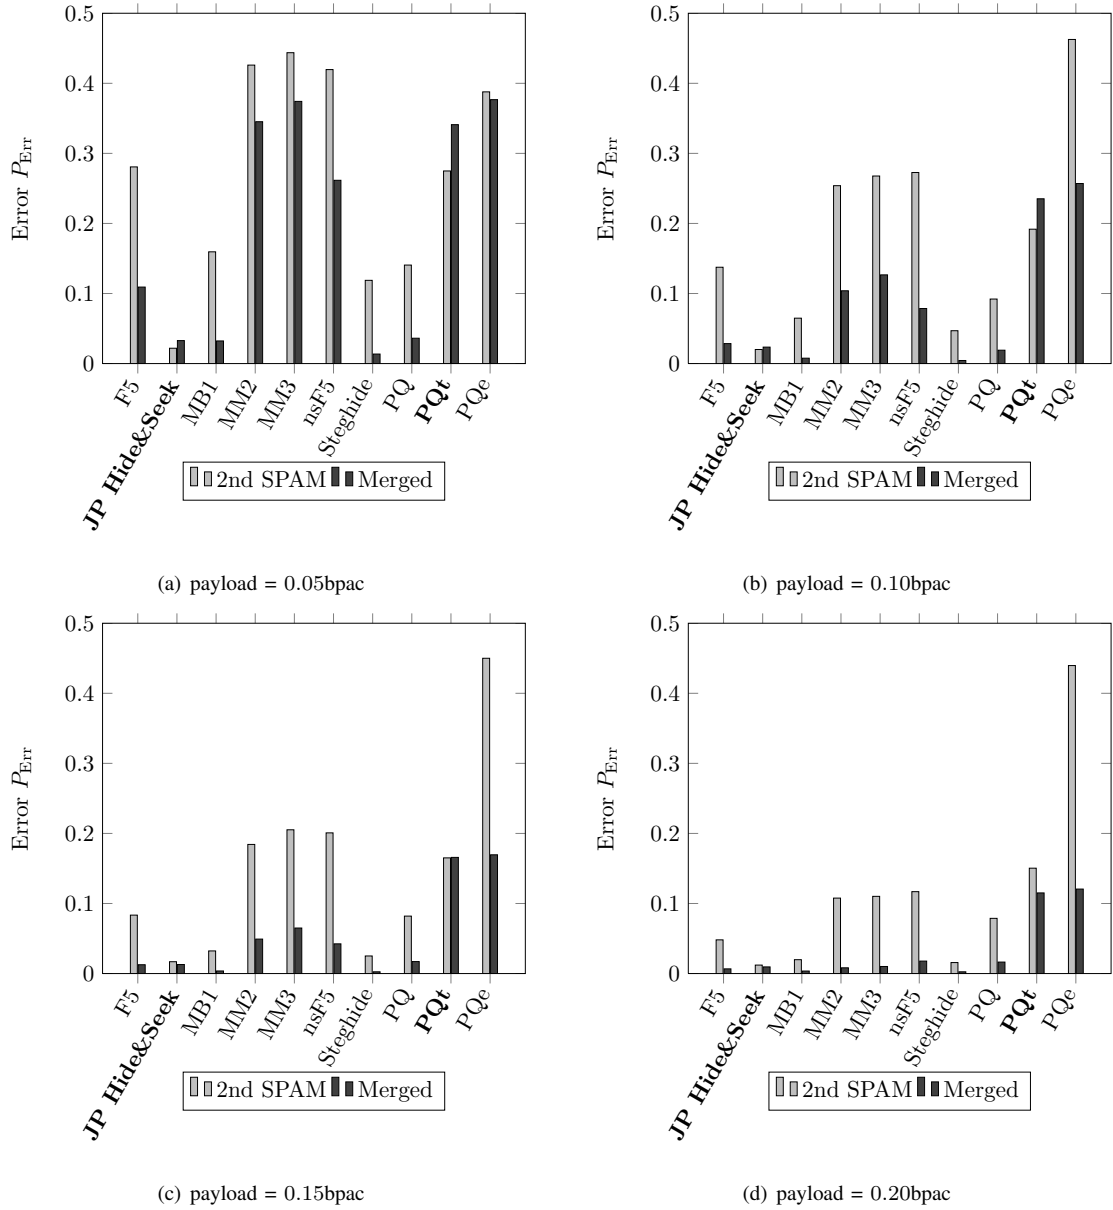 0.5
0.4
0.3
0.2
0.1
0
Error P_Err
F5
JP Hide&Seek
MB1
MM2
MM3
nsF5
Steghide
PQ
PQt
PQe
2nd SPAM Merged
(a) payload = 0.05bpac
0.5
0.4
0.3
0.2
0.1
0
Error P_Err
F5
JP Hide&Seek
MB1
MM2
MM3
nsF5
Steghide
PQ
PQt
PQe
2nd SPAM Merged
(b) payload = 0.10bpac
0.5
0.4
0.3
0.2
0.1
0
Error P_Err
F5
JP Hide&Seek
MB1
MM2
MM3
nsF5
Steghide
PQ
PQt
PQe
2nd SPAM Merged
(c) payload = 0.15bpac
0.5
0.4
0.3
0.2
0.1
0
Error P_Err
F5
JP Hide&Seek
MB1
MM2
MM3
nsF5
Steghide
PQ
PQt
PQe
2nd SPAM Merged
(d) payload = 0.20bpac